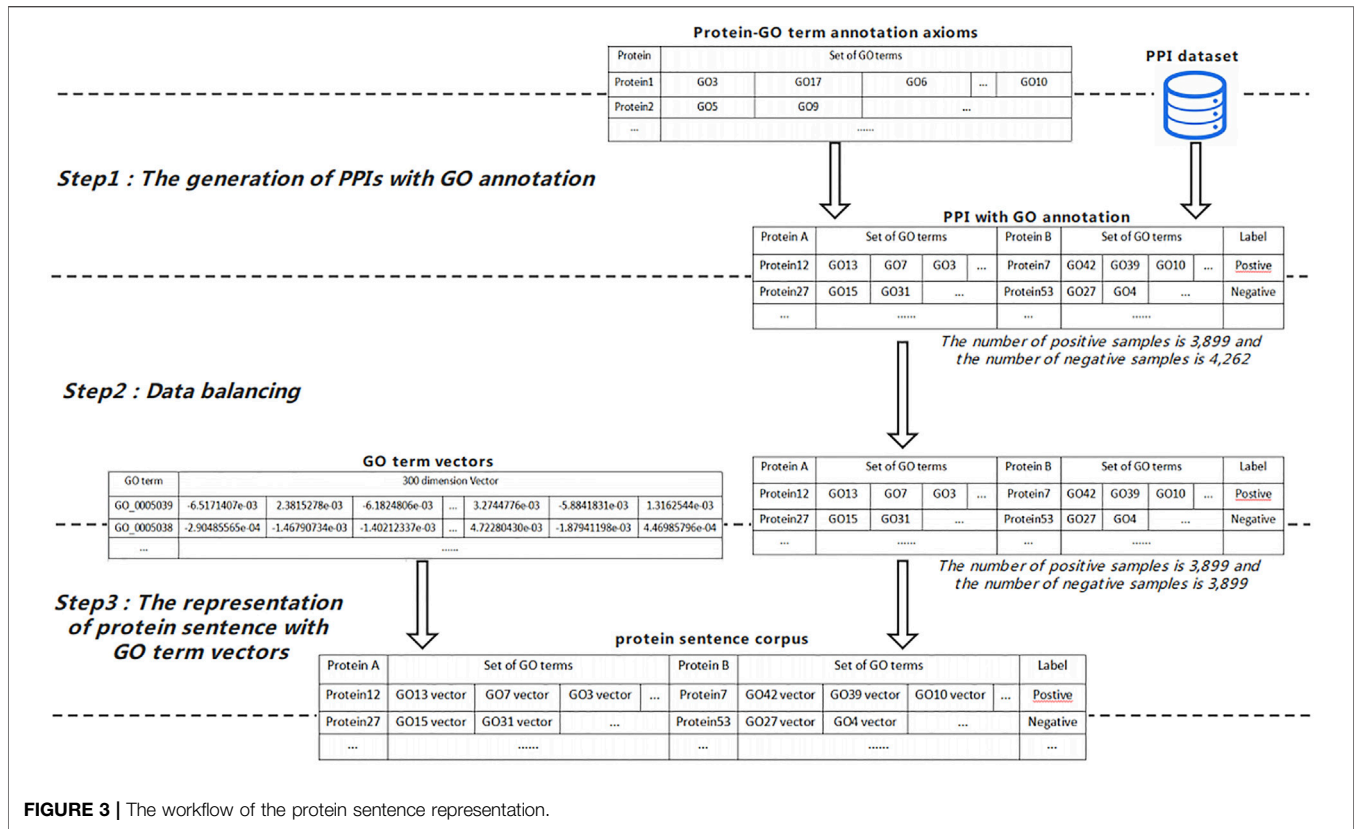 Protein-GO term annotation axioms
Protein Set of GO terms
Protein1 GO3 GO17 GO6 ... GO10
Protein2 GO5 GO9 ...
... ......
PPI dataset
Step1 : The generation of PPIs with GO annotation
PPI with GO annotation
Protein A Set of GO terms Protein B Set of GO terms Label
Protein12 GO13 GO7 GO3 ... Protein7 GO42 GO39 GO10 ... Postive
Protein27 GO15 GO31 ... Protein53 GO27 GO4 ... Negative
... ...... ... ......
The number of positive samples is 3,899 and
the number of negative samples is 4,262
Step2 : Data balancing
GO term vectors
GO term 300 dimension Vector
GO_0005039 -6.5171407e-03 2.3815278e-03 -6.1824806e-03 ... 3.2744776e-03 -5.8841831e-03 1.3162544e-03
GO_0005038 -2.90485565e-04 -1.46790734e-03 -1.40212337e-03 ... 4.72280430e-03 -1.87941198e-03 4.46985796e-04
... ......
Protein A Set of GO terms Protein B Set of GO terms Label
Protein12 GO13 GO7 GO3 ... Protein7 GO42 GO39 GO10 ... Postive
Protein27 GO15 GO31 ... Protein53 GO27 GO4 ... Negative
... ...... ... ......
The number of positive samples is 3,899 and
the number of negative samples is 3,899
Step3 : The representation
of protein sentence with
GO term vectors
protein sentence corpus
Protein A Set of GO terms Protein B Set of GO terms Label
Protein12 GO13 vector GO7 vector GO3 vector ... Protein7 GO42 vector GO39 vector GO10 vector ... Postive
Protein27 GO15 vector GO31 vector ... Protein53 GO27 vector GO4 vector ... Negative
... ...... ... ...... ...
FIGURE 3 | The workflow of the protein sentence representation.